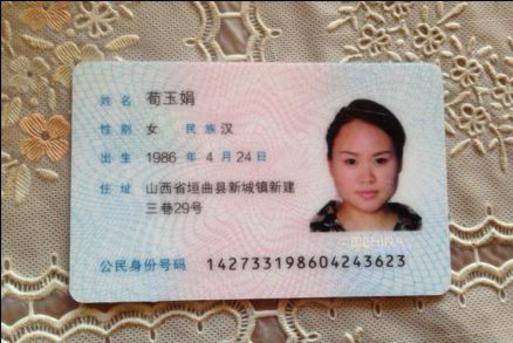 姓名 荀玉娟
性别 女 民族 汉
出生 1986 年 4 月 24 日
住址 山西省垣曲县新城镇新建
三巷29号
公民身份号码 142733198604243623